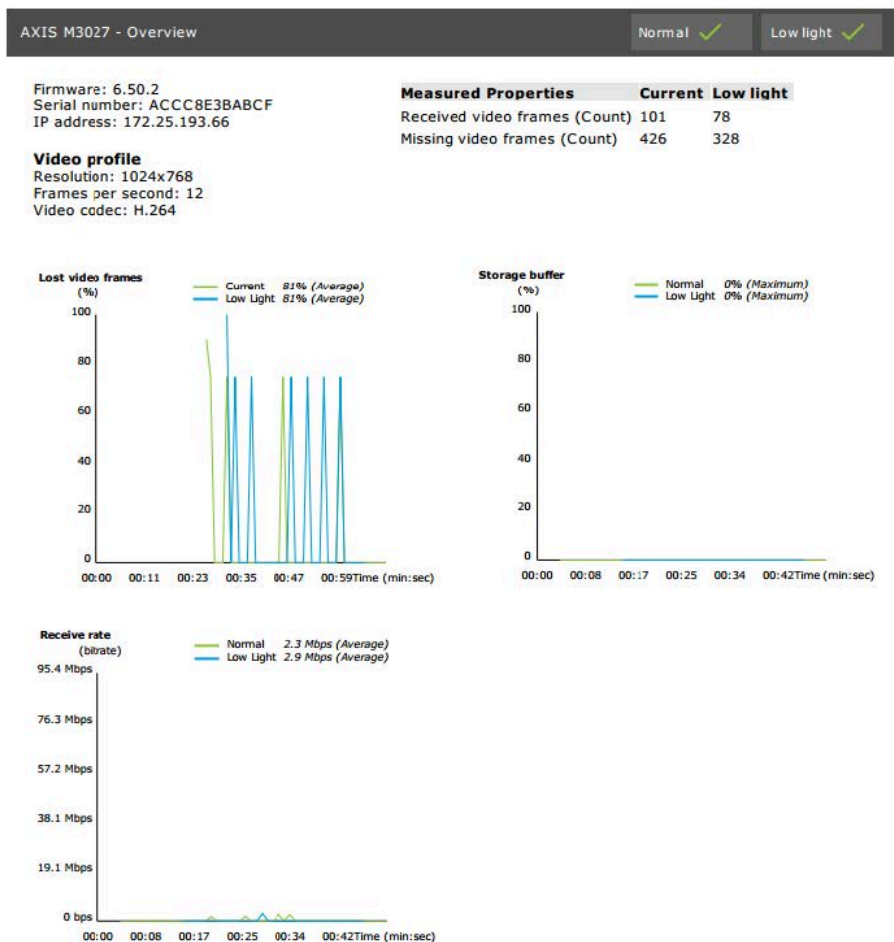 AXIS M3027 - Overview
Normal
Low light
Firmware: 6.50.2
Serial number: ACCC8E3BABCF
IP address: 172.25.193.66
Video profile
Resolution: 1024x768
Frames per second: 12
Video codec: H.264
Measured Properties Current Low light
Received video frames (Count) 101 78
Missing video frames (Count) 426 328
Lost video frames
(%)
Current 81% (Average)
Low Light 81% (Average)
100
80
60
40
20
0
00:00 00:11 00:23 00:35 00:47 00:59Time (min:sec)
Storage buffer
(%)
Normal 0% (Maximum)
Low Light 0% (Maximum)
100
80
60
40
20
0
00:00 00:08 00:17 00:25 00:34 00:42Time (min:sec)
Receive rate
(bitrate)
Normal 2.3 Mbps (Average)
Low Light 2.9 Mbps (Average)
95.4 Mbps
76.3 Mbps
57.2 Mbps
38.1 Mbps
19.1 Mbps
0 bps
00:00 00:08 00:17 00:25 00:34 00:42Time (min:sec)